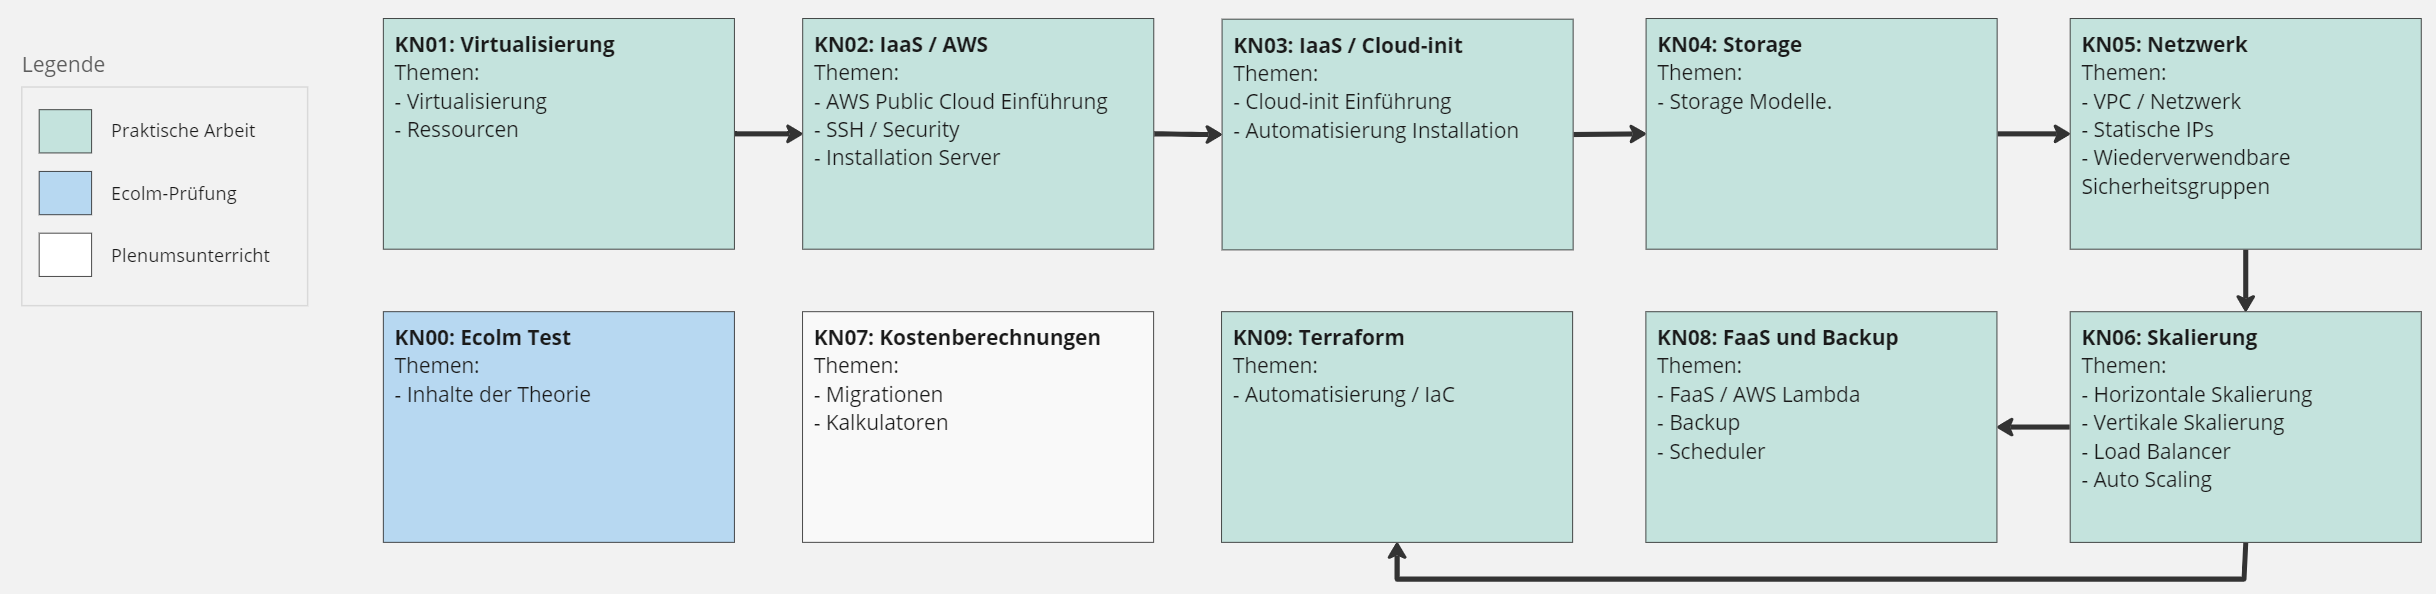 Legende
Praktische Arbeit
Ecolm-Prüfung
Plenumsunterricht
KN01: Virtualisierung
Themen:
- Virtualisierung
- Ressourcen
KN02: IaaS / AWS
Themen:
- AWS Public Cloud Einführung
- SSH / Security
- Installation Server
KN03: IaaS / Cloud-init
Themen:
- Cloud-init Einführung
- Automatisierung Installation
KN04: Storage
Themen:
- Storage Modelle.
KN05: Netzwerk
Themen:
- VPC / Netzwerk
- Statische IPs
- Wiederverwendbare
Sicherheitsgruppen
KN00: Ecolm Test
Themen:
- Inhalte der Theorie
KN07: Kostenberechnungen
Themen:
- Migrationen
- Kalkulatoren
KN09: Terraform
Themen:
- Automatisierung / IaC
KN08: FaaS und Backup
Themen:
- FaaS / AWS Lambda
- Backup
- Scheduler
KN06: Skalierung
Themen:
- Horizontale Skalierung
- Vertikale Skalierung
- Load Balancer
- Auto Scaling